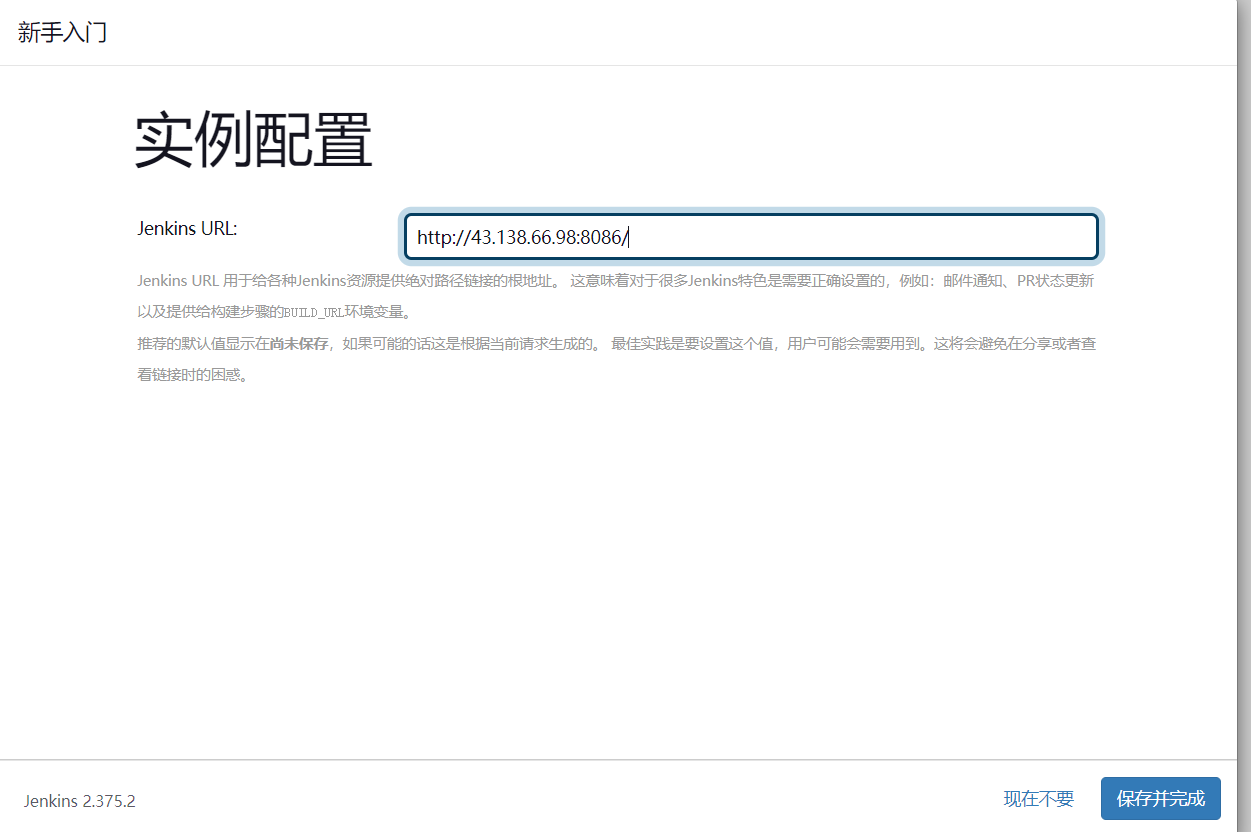 新手入门
实例配置
Jenkins URL:
http://43.138.66.98:8086/
Jenkins URL 用于给各种Jenkins资源提供绝对路径链接的根地址。 这意味着对于很多Jenkins特色是需要正确设置的，例如：邮件通知、PR状态更新
以及提供给构建步骤的BUILD_URL环境变量。
推荐的默认值显示在尚未保存，如果可能的话这是根据当前请求生成的。 最佳实践是要设置这个值，用户可能会需要用到。这将会避免在分享或者查
看链接时的困惑。
Jenkins 2.375.2
现在不要
保存并完成